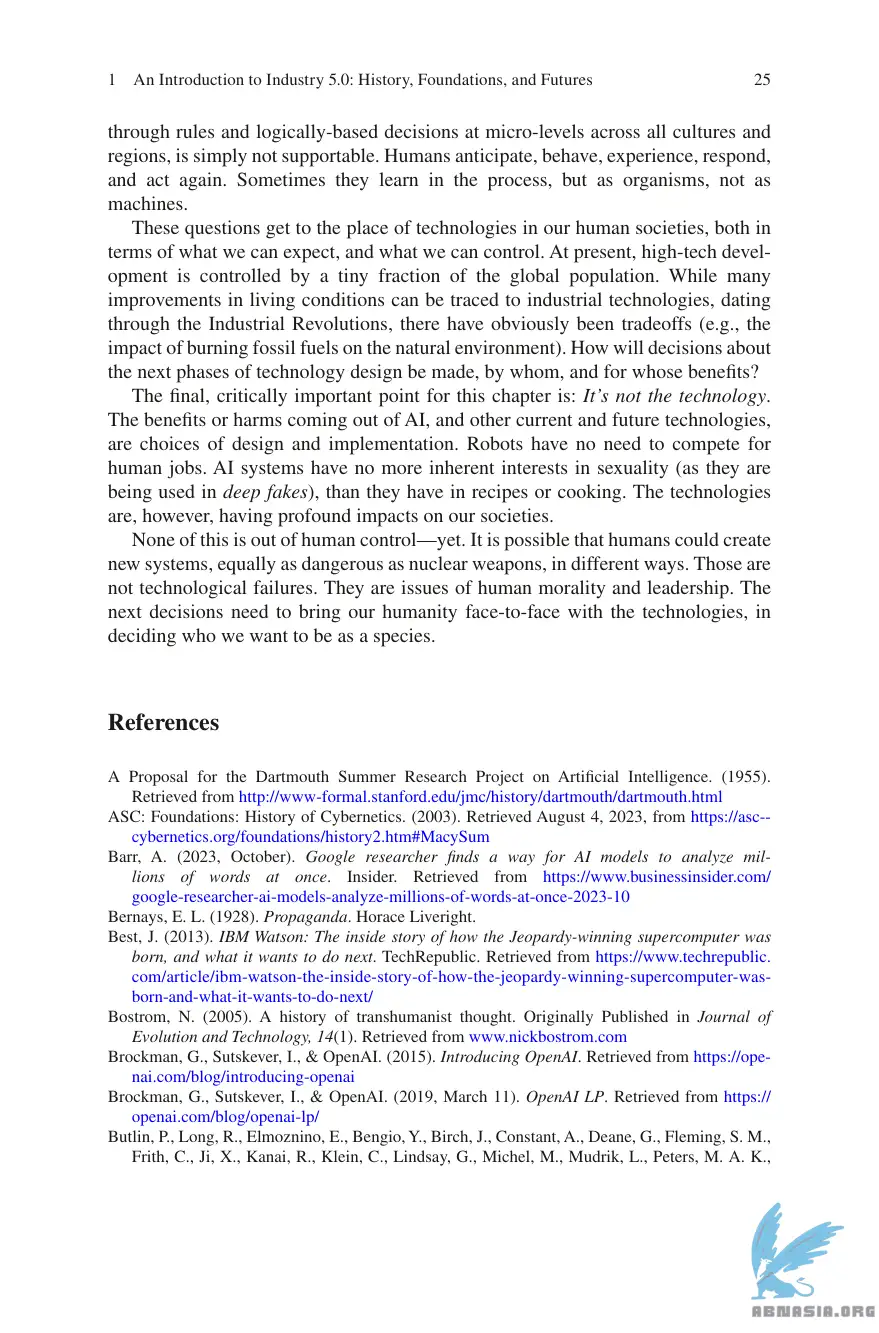 1 An Introduction to Industry 5.0: History, Foundations, and Futures 25
through rules and logically-based decisions at micro-levels across all cultures and
regions, is simply not supportable. Humans anticipate, behave, experience, respond,
and act again. Sometimes they learn in the process, but as organisms, not as
machines.
These questions get to the place of technologies in our human societies, both in
terms of what we can expect, and what we can control. At present, high-tech devel-
opment is controlled by a tiny fraction of the global population. While many
improvements in living conditions can be traced to industrial technologies, dating
through the Industrial Revolutions, there have obviously been tradeoffs (e.g., the
impact of burning fossil fuels on the natural environment). How will decisions about
the next phases of technology design be made, by whom, and for whose benefits?
The final, critically important point for this chapter is: It’s not the technology.
The benefits or harms coming out of AI, and other current and future technologies,
are choices of design and implementation. Robots have no need to compete for
human jobs. AI systems have no more inherent interests in sexuality (as they are
being used in deep fakes), than they have in recipes or cooking. The technologies
are, however, having profound impacts on our societies.
None of this is out of human control—yet. It is possible that humans could create
new systems, equally as dangerous as nuclear weapons, in different ways. Those are
not technological failures. They are issues of human morality and leadership. The
next decisions need to bring our humanity face-to-face with the technologies, in
deciding who we want to be as a species.
References
A Proposal for the Dartmouth Summer Research Project on Artificial Intelligence. (1955).
Retrieved from http://www-formal.stanford.edu/jmc/history/dartmouth/dartmouth.html
ASC: Foundations: History of Cybernetics. (2003). Retrieved August 4, 2023, from https://asc--
cybernetics.org/foundations/history2.htm#MacySum
Barr, A. (2023, October). Google researcher finds a way for AI models to analyze mil-
lions of words at once. Insider. Retrieved from https://www.businessinsider.com/
google-researcher-ai-models-analyze-millions-of-words-at-once-2023-10
Bernays, E. L. (1928). Propaganda. Horace Liveright.
Best, J. (2013). IBM Watson: The inside story of how the Jeopardy-winning supercomputer was
born, and what it wants to do next. TechRepublic. Retrieved from https://www.techrepublic.
com/article/ibm-watson-the-inside-story-of-how-the-jeopardy-winning-supercomputer-was-
born-and-what-it-wants-to-do-next/
Bostrom, N. (2005). A history of transhumanist thought. Originally Published in Journal of
Evolution and Technology, 14(1). Retrieved from www.nickbostrom.com
Brockman, G., Sutskever, I., & OpenAI. (2015). Introducing OpenAI. Retrieved from https://ope-
nai.com/blog/introducing-openai
Brockman, G., Sutskever, I., & OpenAI. (2019, March 11). OpenAI LP. Retrieved from https://
openai.com/blog/openai-lp/
Butlin, P., Long, R., Elmoznino, E., Bengio, Y., Birch, J., Constant, A., Deane, G., Fleming, S. M.,
Frith, C., Ji, X., Kanai, R., Klein, C., Lindsay, G., Michel, M., Mudrik, L., Peters, M. A. K.,
ABNASIA.ORG